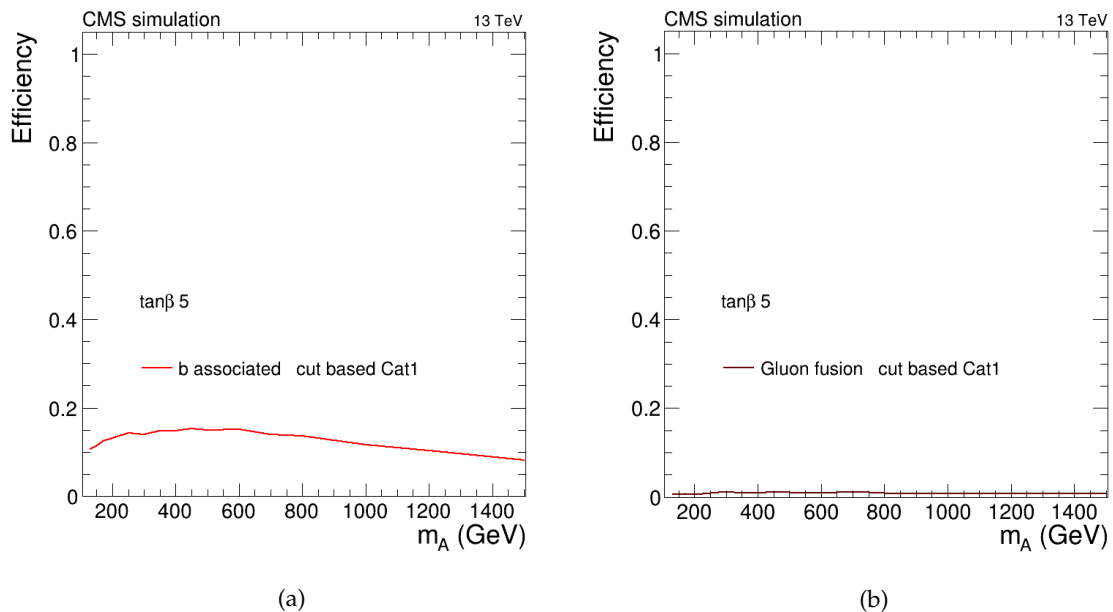 CMS simulation 13 TeV
Efficiency
1
0.8
0.6
0.4
0.2
0
tanβ 5
b associated cut based Cat1
200 400 600 800 1000 1200 1400
m_A (GeV)
(a)
CMS simulation 13 TeV
Efficiency
1
0.8
0.6
0.4
0.2
0
tanβ 5
Gluon fusion cut based Cat1
200 400 600 800 1000 1200 1400
m_A (GeV)
(b)